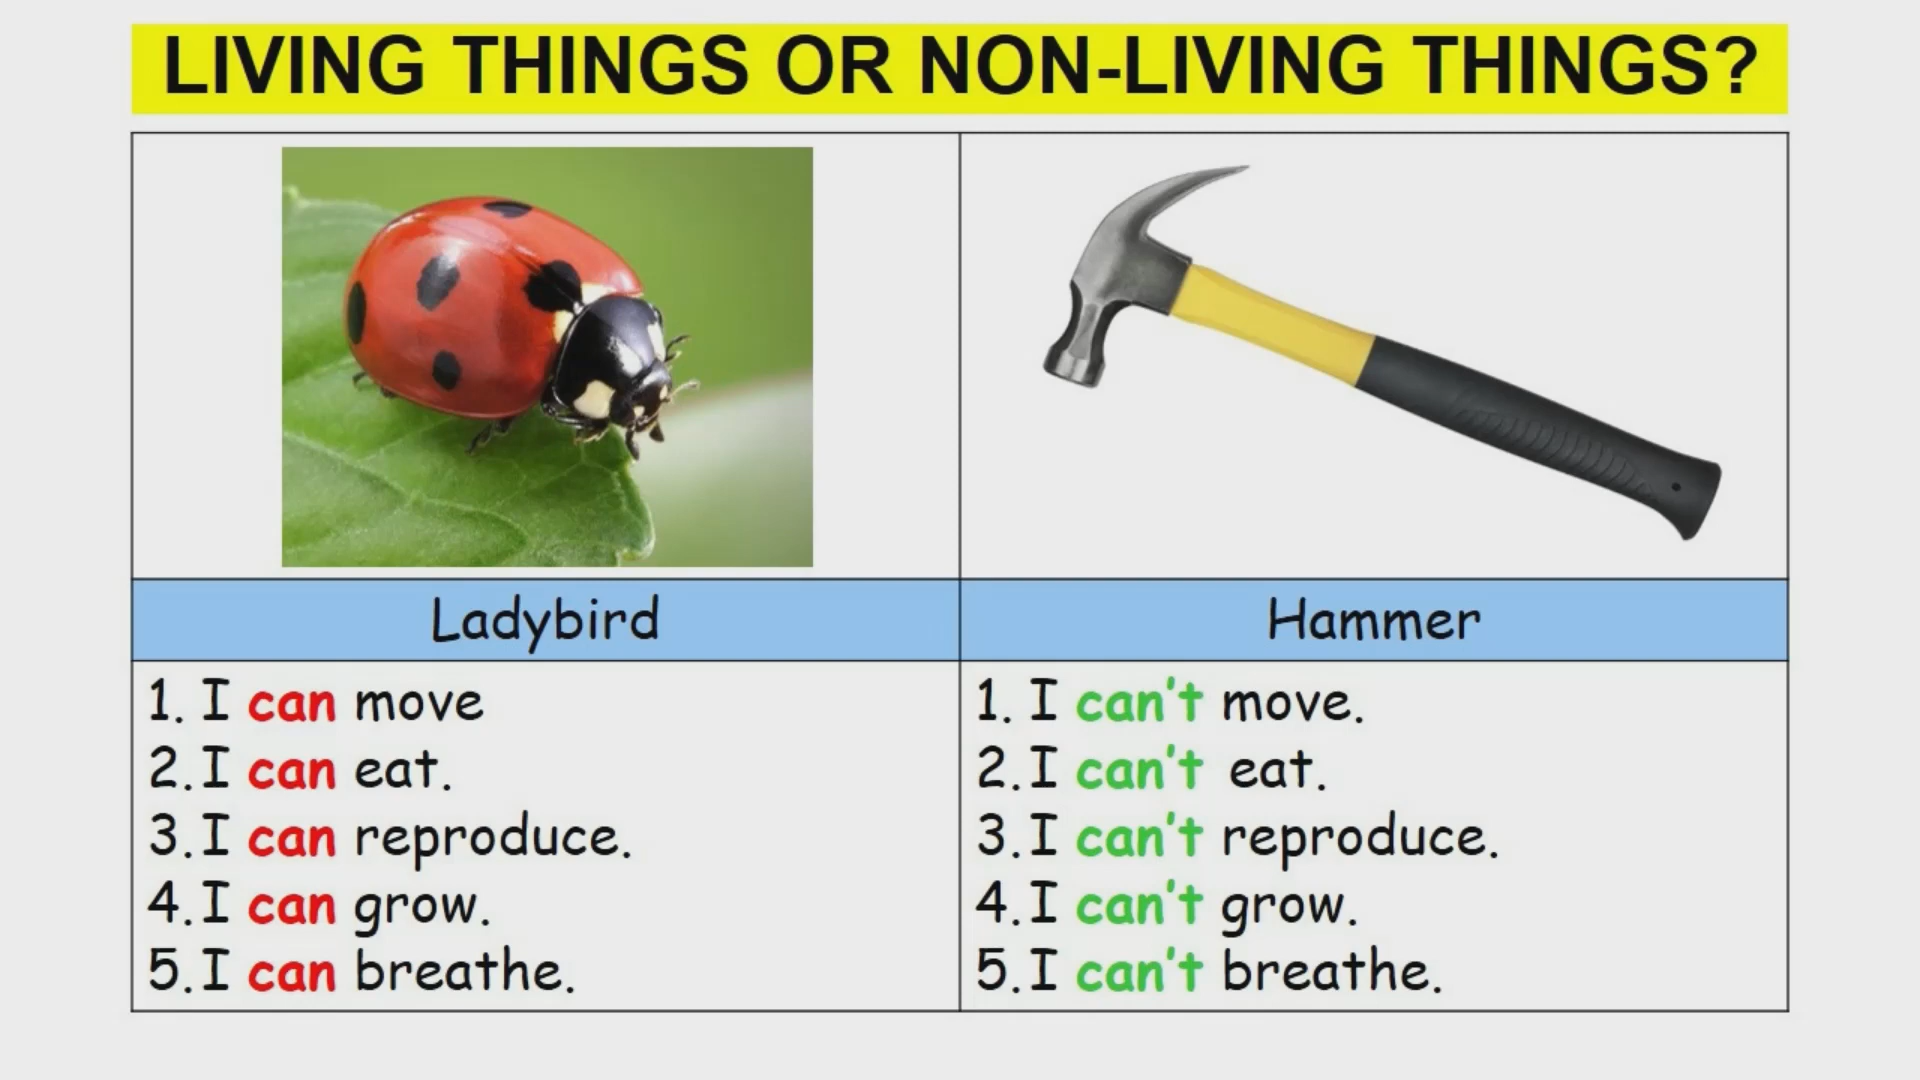 LIVING THINGS OR NON-LIVING THINGS?
Ladybird
1. I can move
2. I can eat.
3. I can reproduce.
4. I can grow.
5. I can breathe.
Hammer
1. I can't move.
2. I can't eat.
3. I can't reproduce.
4. I can't grow.
5. I can't breathe.